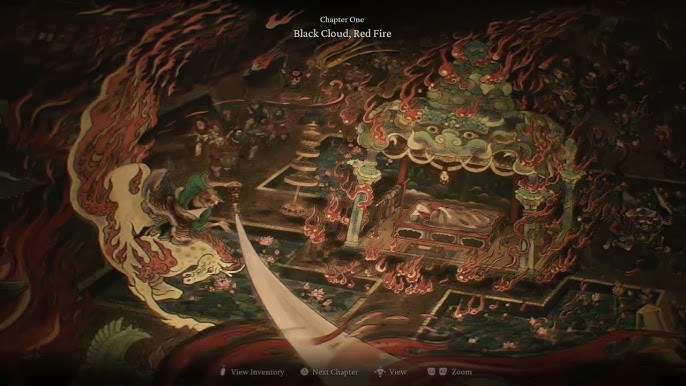 Chapter One
Black Cloud, Red Fire
View Inventory Next Chapter View Zoom